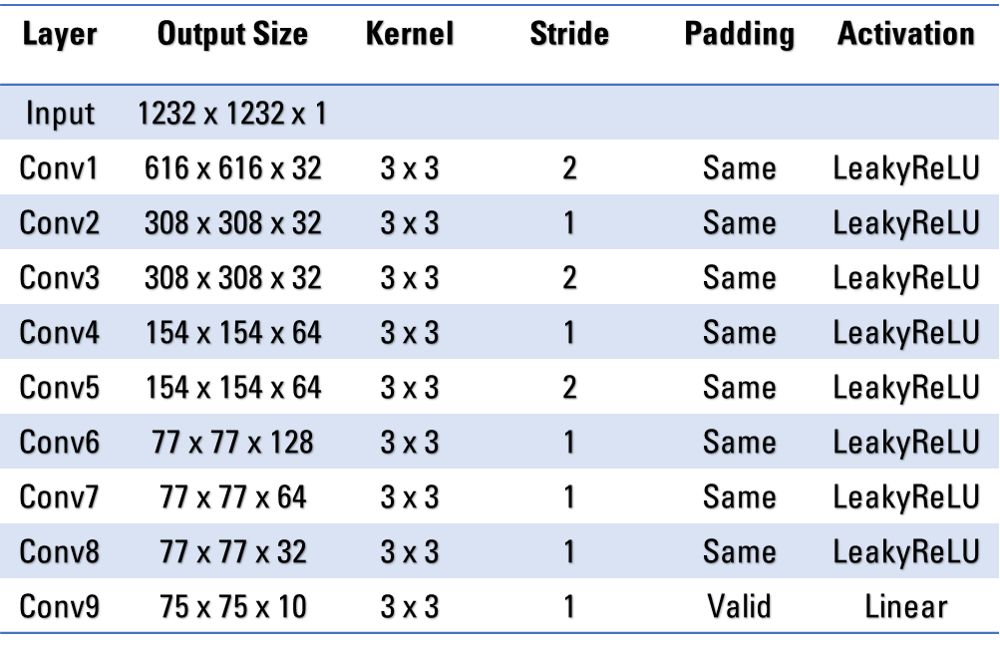 Layer Output Size Kernel Stride Padding Activation
Input 1232 x 1232 x 1
Conv1 616 x 616 x 32 3 x 3 2 Same LeakyReLU
Conv2 308 x 308 x 32 3 x 3 1 Same LeakyReLU
Conv3 308 x 308 x 32 3 x 3 2 Same LeakyReLU
Conv4 154 x 154 x 64 3 x 3 1 Same LeakyReLU
Conv5 154 x 154 x 64 3 x 3 2 Same LeakyReLU
Conv6 77 x 77 x 128 3 x 3 1 Same LeakyReLU
Conv7 77 x 77 x 64 3 x 3 1 Same LeakyReLU
Conv8 77 x 77 x 32 3 x 3 1 Same LeakyReLU
Conv9 75 x 75 x 10 3 x 3 1 Valid Linear